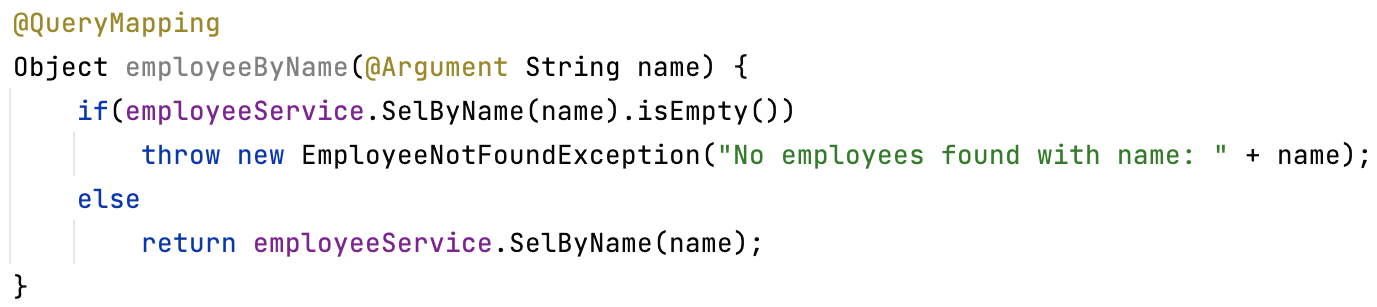 @QueryMapping
Object employeeByName(@Argument String name) {
    if(employeeService.SelByName(name).isEmpty())
        throw new EmployeeNotFoundException("No employees found with name: " + name);
    else
        return employeeService.SelByName(name);
}